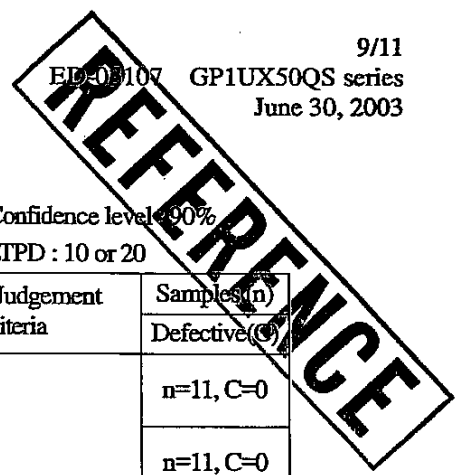 9/11
ED-03107 GP1UX50QS series
June 30, 2003
REFERENCE
Confidence level 90%
LTPD : 10 or 20
Judgement
Samples(n)
Defective(C)
n=11, C=0
n=11, C=0